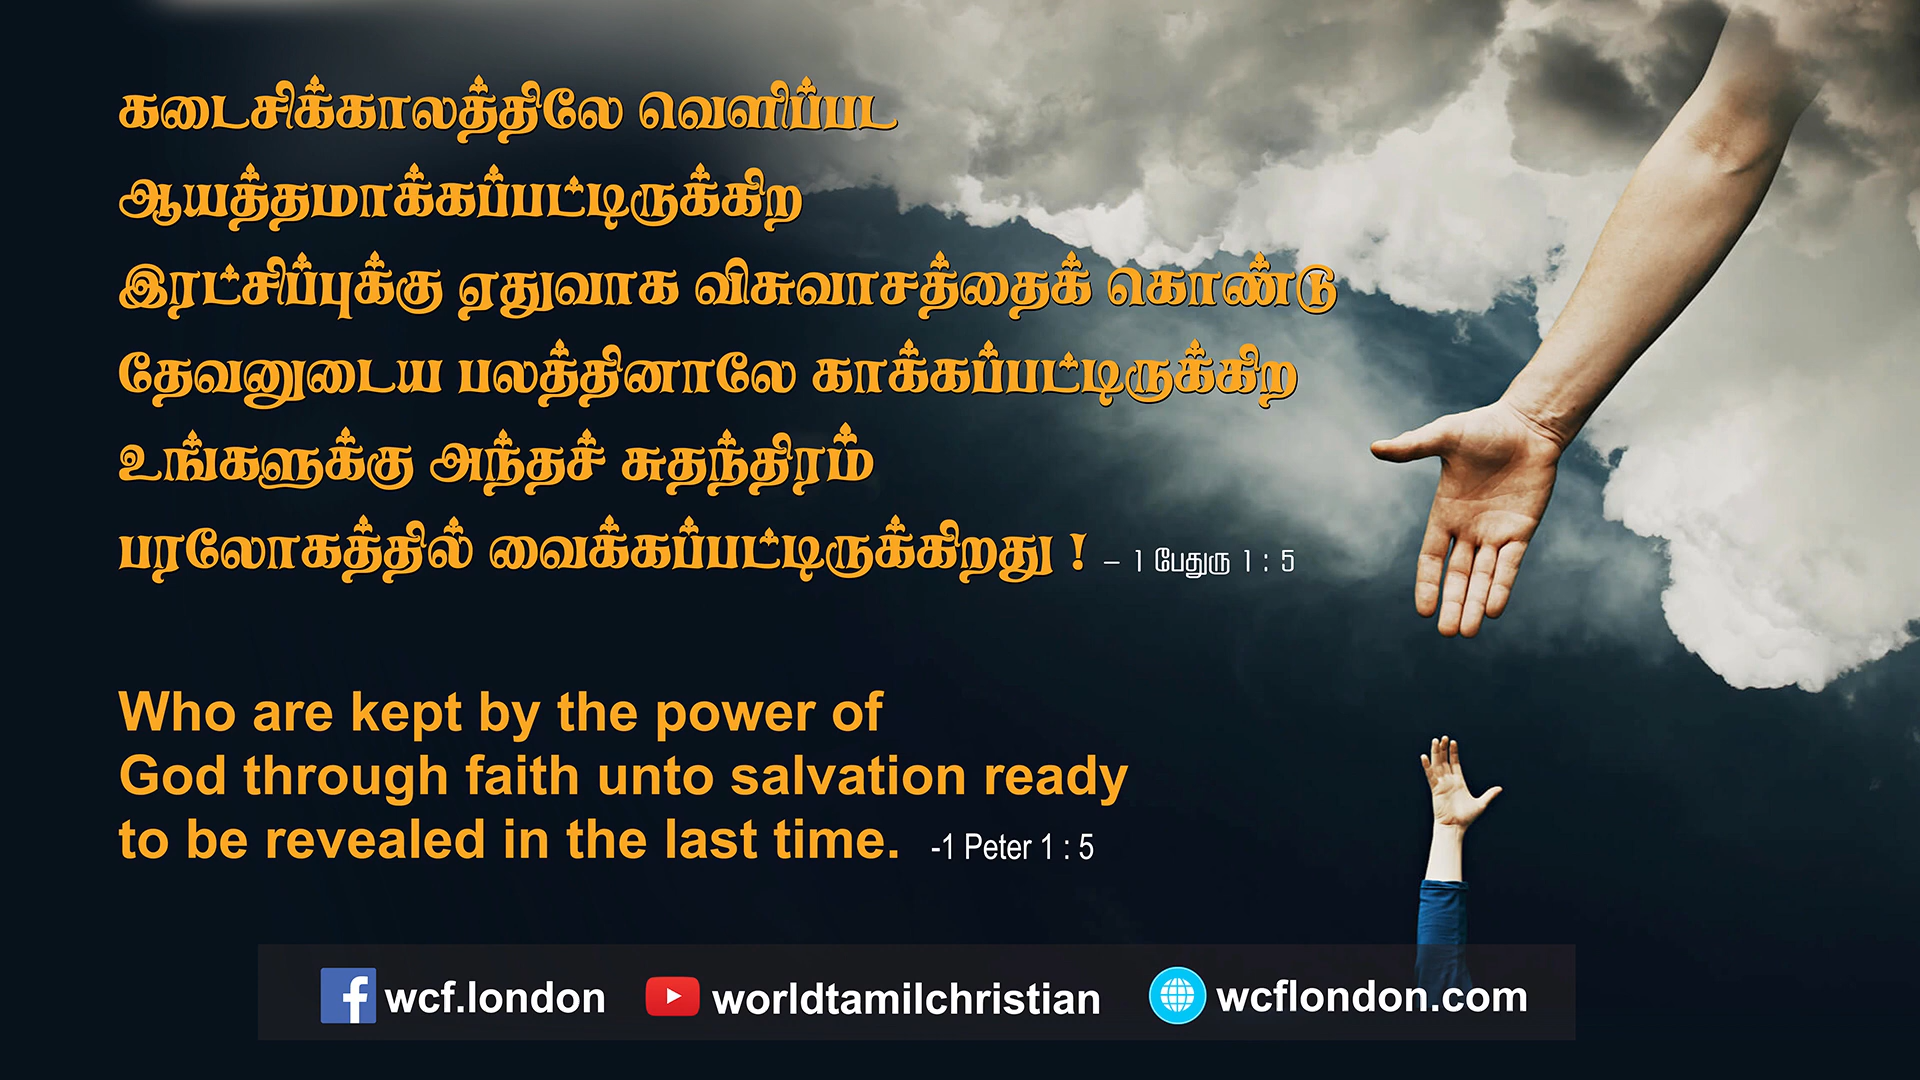 கடைசிக்காலத்திலே வெளிப்பட
ஆயத்தமாக்கப்பட்டிருக்கிற
இரட்சிப்புக்கு ஏதுவாக விசுவாசத்தைக் கொண்டு
தேவனுடைய பலத்தினாலே காக்கப்பட்டிருக்கிற
உங்களுக்கு அந்தச் சுதந்திரம்
பரலோகத்தில் வைக்கப்பட்டிருக்கிறது ! – 1 பேதுரு 1 : 5
Who are kept by the power of
God through faith unto salvation ready
to be revealed in the last time. -1 Peter 1 : 5
wcf.london worldtamilchristian wcflondon.com